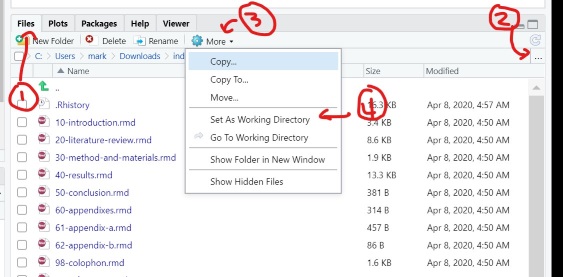 Files Plots Packages Help Viewer
3
2
New Folder Delete Rename More
C: Users mark Downloads ind
...
Name Size Modified
1
..
Copy...
Copy To...
Move...
Set As Working Directory
4
Go To Working Directory
Show Folder in New Window
Show Hidden Files
.Rhistory 16.3 KB Apr 8, 2020, 4:57 AM
10-introduction.rmd 3.4 KB Apr 8, 2020, 4:50 AM
20-literature-review.rmd 8.6 KB Apr 8, 2020, 4:50 AM
30-method-and-materials.rmd 1.9 KB Apr 8, 2020, 4:50 AM
40-results.rmd 13.3 KB Apr 8, 2020, 4:50 AM
50-conclusion.rmd 381 B Apr 8, 2020, 4:50 AM
60-appendixes.rmd 314 B Apr 8, 2020, 4:50 AM
61-appendix-a.rmd 457 B Apr 8, 2020, 4:50 AM
62-appendix-b.rmd 86 B Apr 8, 2020, 4:50 AM
98-colophon.rmd 1.6 KB Apr 8, 2020, 4:50 AM